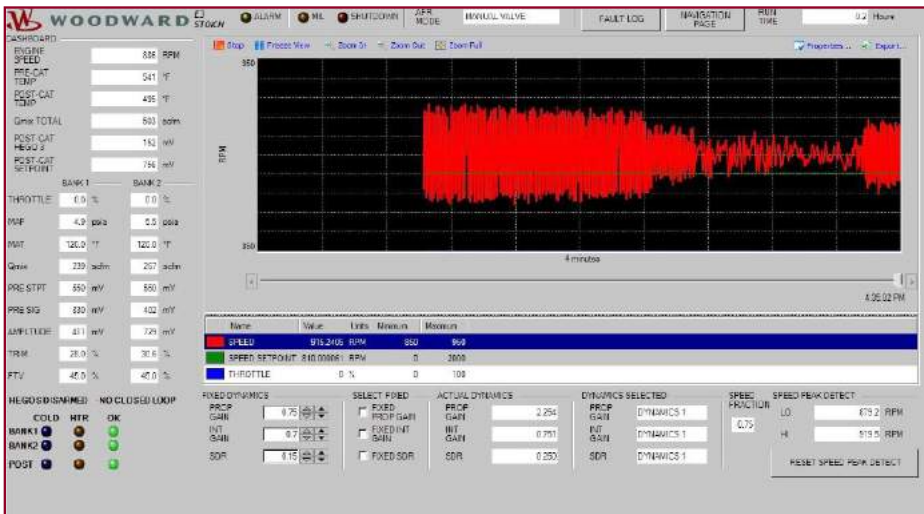 WOODWARD STOICH ALARM MIL SHUTDOWN AFR MODE MANUAL VALVE FAULT LOG NAVIGATION PAGE RUN TIME 0.2 Hours
DASHBOARD
ENGINE SPEED RPM
PRE-CAT TEMP 541 °F
POST-CAT TEMP 495 °F
Qmix TOTAL 503 scfm
POST-CAT HEGO 3 152 mV
POST-CAT SETPOINT 756 mV
BANK 1 BANK 2
THROTTLE 0.0 % 0.0 %
MAP 4.9 psia 5.5 psia
MAT 120.0 °F 120.0 °F
Qmix 239 scfm 267 scfm
PRE STPT 550 mV 550 mV
PRE SIG 830 mV 402 mV
AMPLITUDE 411 mV 729 mV
TRIM 28.0 % 30.6 %
FTV 45.0 % 45.0 %
HEGOS DISARMED - NO CLOSED LOOP
COLD HTR OK
BANK1
BANK2
POST
Stop Freeze View Zoom In Zoom Out Zoom Full Properties... Export...
950
RPM
850
4 minutes
4:35:02 PM
Name Value Units Minimum Maximum
SPEED 915.2405 RPM 850 950
SPEED SETPOINT 810.000061 RPM 0 2000
THROTTLE 0 % 0 100
FIXED DYNAMICS SELECT FIXED ACTUAL DYNAMICS DYNAMICS SELECTED SPEED FRACTION SPEED PEAK DETECT
PROP GAIN 0.75 FIXED PROP GAIN PROP GAIN 2.254 PROP GAIN DYNAMICS 1 0.75 LO 879.2 RPM
INT GAIN 0.7 FIXED INT GAIN INT GAIN 0.751 INT GAIN DYNAMICS 1 HI 919.5 RPM
SDR 0.15 FIXED SDR SDR 0.250 SDR DYNAMICS 1 RESET SPEED PEAK DETECT